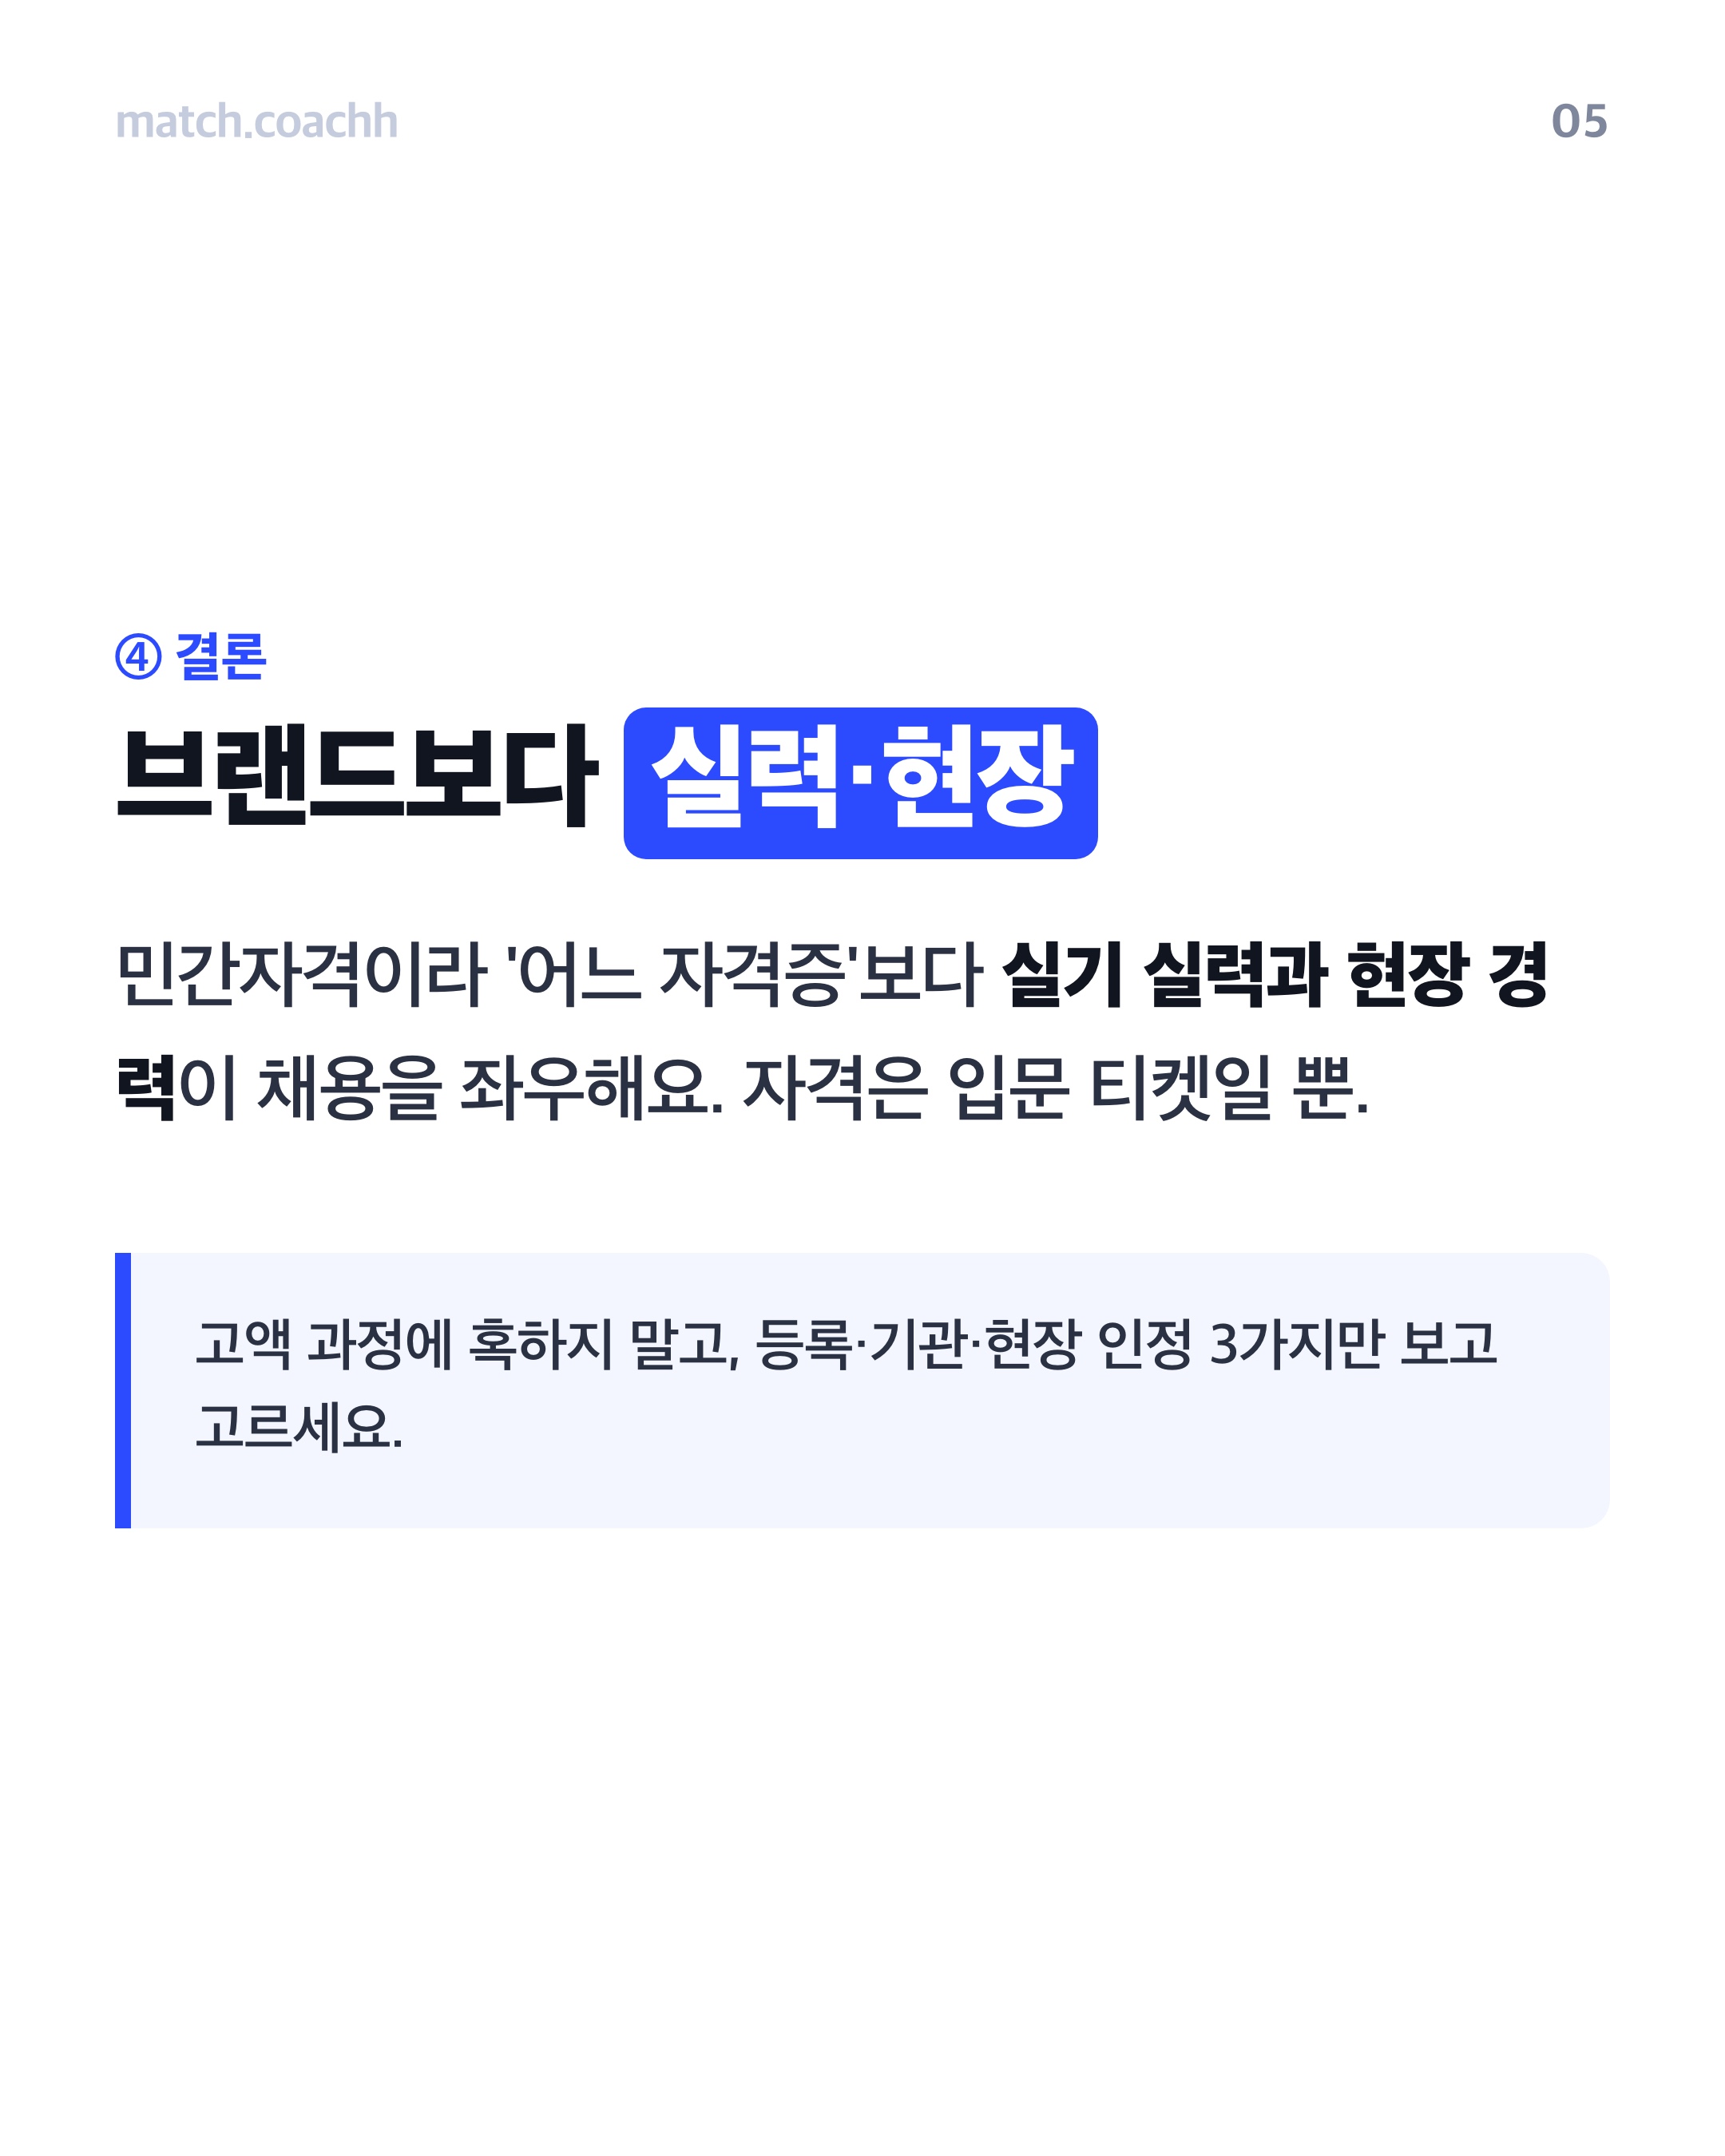 match.coachh
05
④ 결론
브랜드보다 실력·현장
민간자격이라 '어느 자격증'보다 실기 실력과 현장 경
력이 채용을 좌우해요. 자격은 입문 티켓일 뿐.
고액 과정에 혹하지 말고, 등록·기관·현장 인정 3가지만 보고
고르세요.